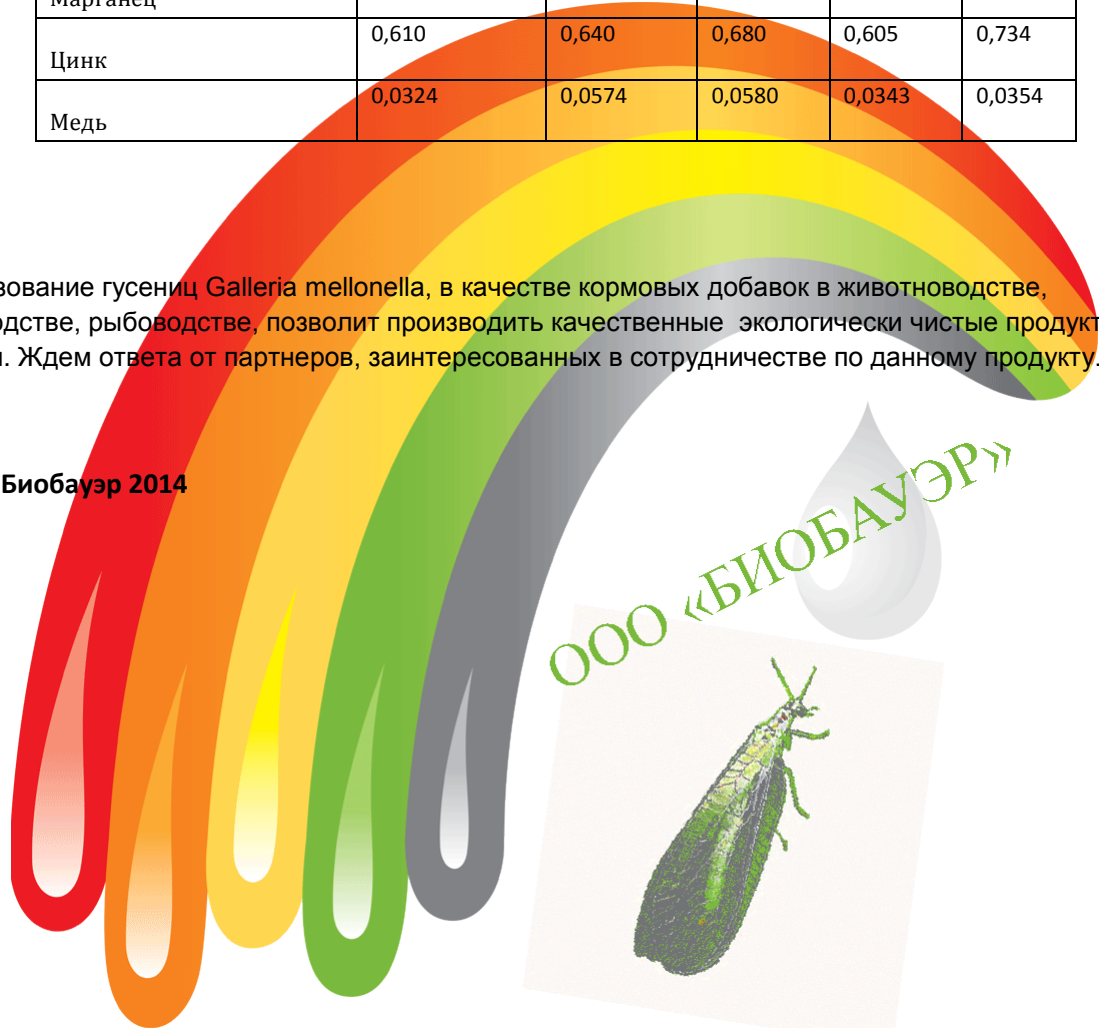 Марганец
Цинк 0,610 0,640 0,680 0,605 0,734
Медь 0,0324 0,0574 0,0580 0,0343 0,0354
зование гусениц Galleria mellonella, в качестве кормовых добавок в животноводстве,
одстве, рыбоводстве, позволит производить качественные экологически чистые продукт
. Ждем ответа от партнеров, заинтересованных в сотрудничестве по данному продукту.
Биобауэр 2014
ООО «БИОБАУЭР»